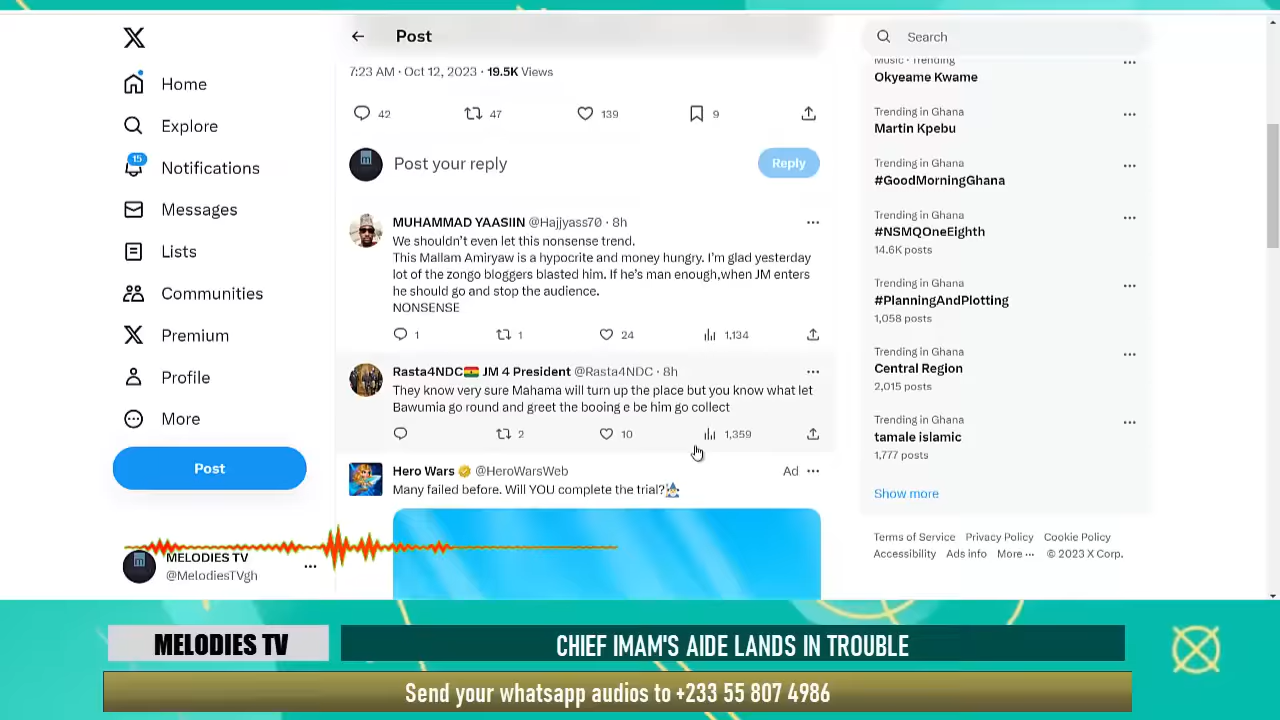 Home
Explore
15
Notifications
Messages
Lists
Communities
Premium
Profile
More
Post
MELODIES TV
@MelodiesTVgh
Post
7:23 AM · Oct 12, 2023 · 19.5K Views
42 47 139 9
Post your reply
Reply
MUHAMMAD YAASIIN @Hajjyass70 · 8h
We shouldn't even let this nonsense trend.
This Mallam Amiryaw is a hypocrite and money hungry. I'm glad yesterday
lot of the zongo bloggers blasted him. If he's man enough,when JM enters
he should go and stop the audience.
NONSENSE
1 1 24 1,134
Rasta4NDC🇬🇭 JM 4 President @Rasta4NDC · 8h
They know very sure Mahama will turn up the place but you know what let
Bawumia go round and greet the booing e be him go collect
2 10 1,359
Hero Wars @HeroWarsWeb
Ad
Many failed before. Will YOU complete the trial?
Search
Music · Trending
Okyeame Kwame
Trending in Ghana
Martin Kpebu
Trending in Ghana
#GoodMorningGhana
Trending in Ghana
#NSMQOneEighth
14.6K posts
Trending in Ghana
#PlanningAndPlotting
1,058 posts
Trending in Ghana
Central Region
2,015 posts
Trending in Ghana
tamale islamic
1,777 posts
Show more
Terms of Service Privacy Policy Cookie Policy
Accessibility Ads info More ··· © 2023 X Corp.
MELODIES TV
CHIEF IMAM'S AIDE LANDS IN TROUBLE
Send your whatsapp audios to +233 55 807 4986